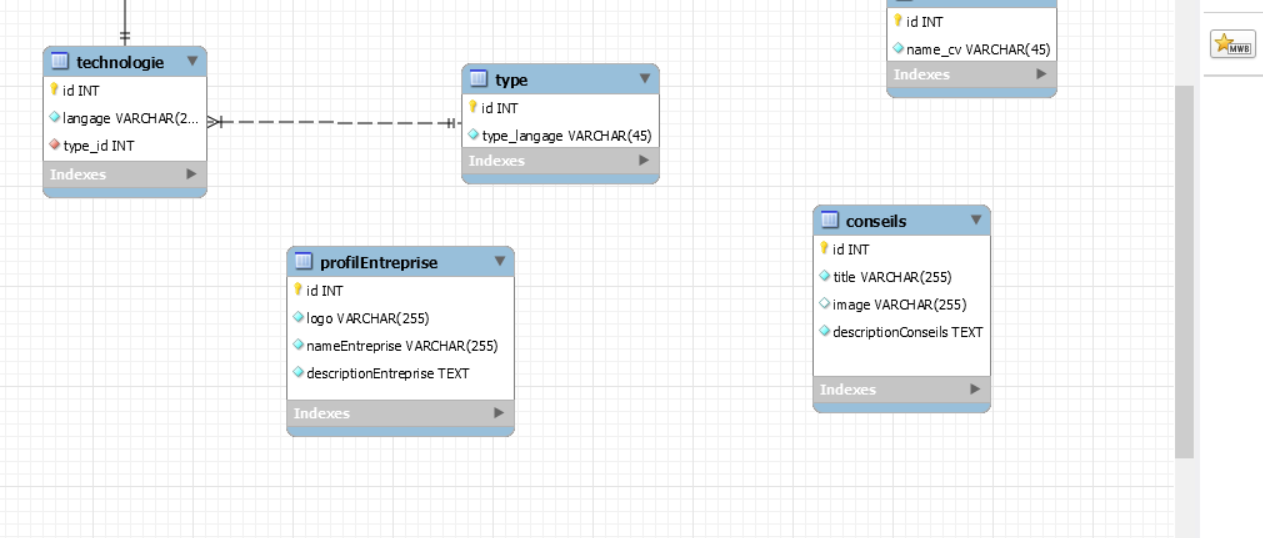 technologie
id INT
langage VARCHAR(2...
type_id INT
Indexes
type
id INT
type_langage VARCHAR(45)
Indexes
id INT
name_cv VARCHAR(45)
Indexes
profilEntreprise
id INT
logo VARCHAR(255)
nameEntreprise VARCHAR(255)
descriptionEntreprise TEXT
Indexes
conseils
id INT
title VARCHAR(255)
image VARCHAR(255)
descriptionConseils TEXT
Indexes
MWB